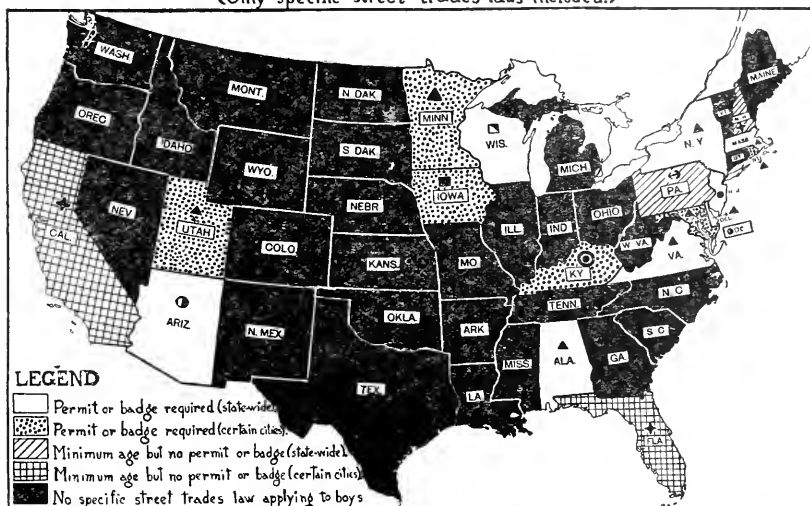 (Only specific street trades laws included.)
WASH
MONT.
N DAK.
MINN
MAINE
OREG
IDAHO
S DAK
WIS.
MICH
N.Y
VT.
N.H
MASS
WYO.
NEBR
IOWA
PA.
N.J
NEV
UTAH
COLO
KANS.
MO
ILL
IND
OHIO
W VA.
DEL
CAL.
KY
VA.
ARIZ
N. MEX.
OKLA.
ARK
TENN.
N. C
S C
TEX.
LA
MISS.
ALA.
GA.
FLA.
LEGEND
Permit or badge required (state-wide).
Permit or badge required (certain cities).
Minimum age but no permit or badge (state-wide).
Minimum age but no permit or badge (certain cities).
No specific street trades law applying to boys